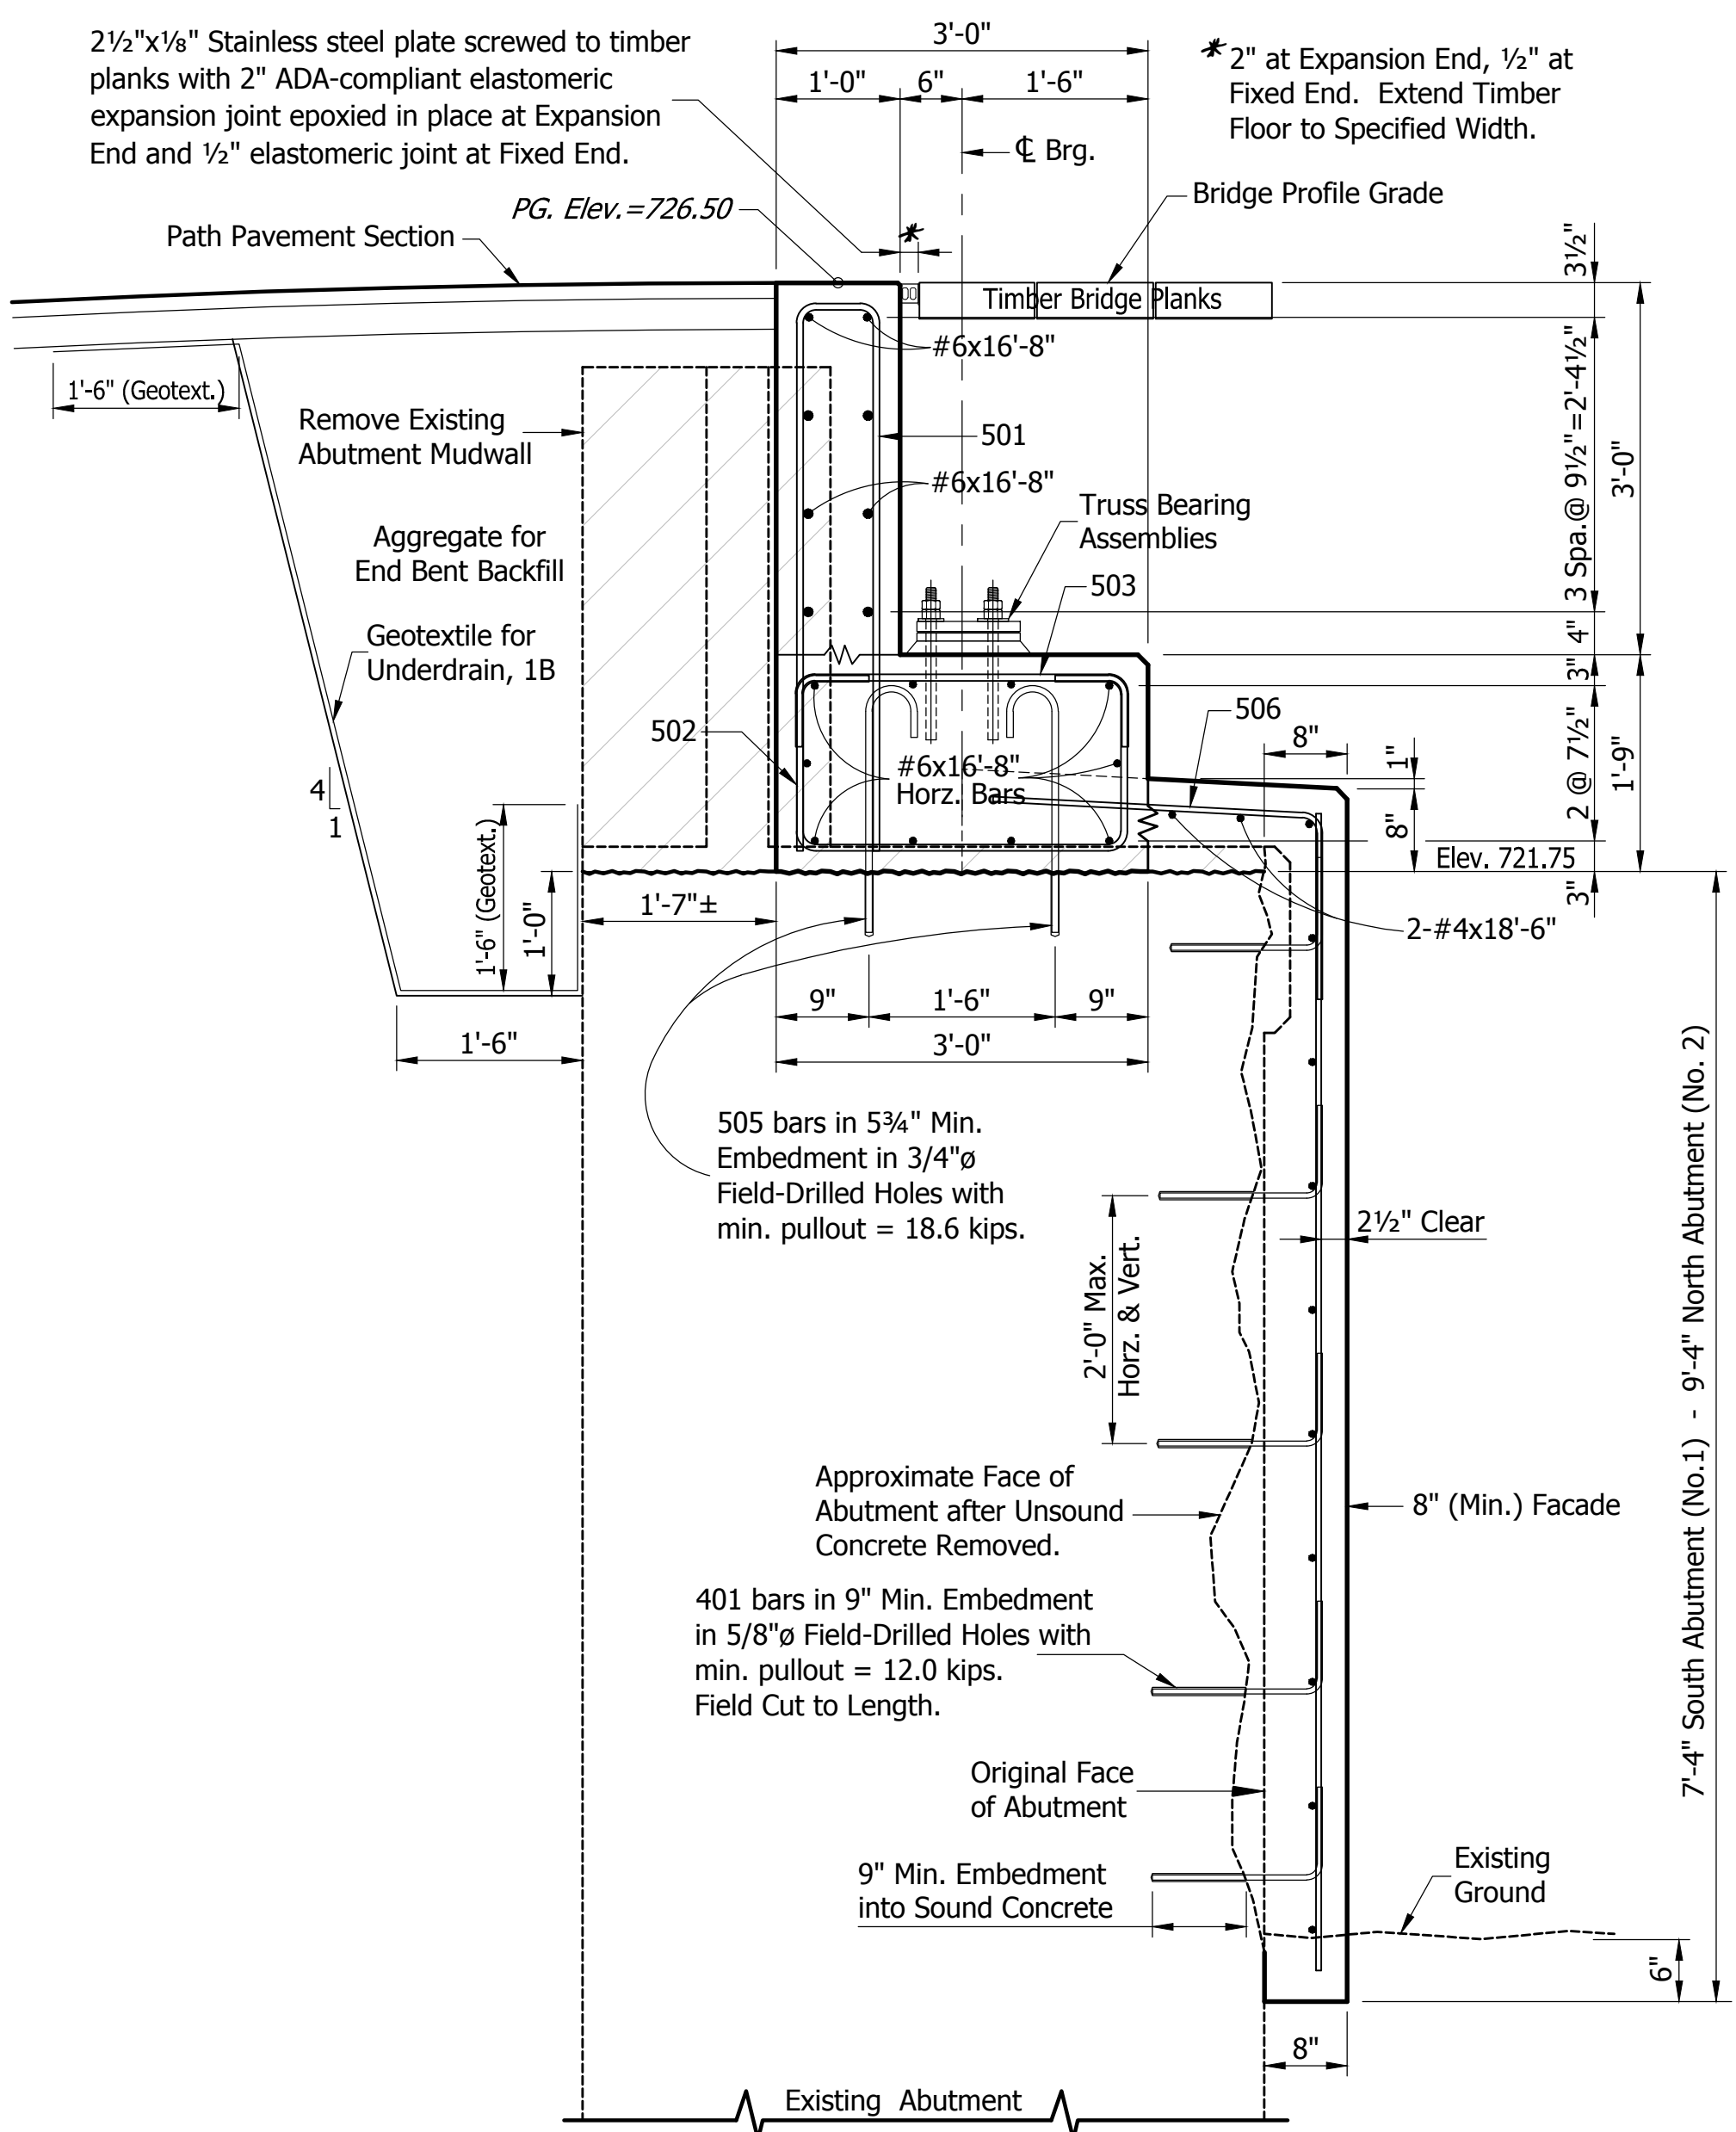 2½"x⅛" Stainless steel plate screwed to timber
planks with 2" ADA-compliant elastomeric
expansion joint epoxied in place at Expansion
End and ½" elastomeric joint at Fixed End.
3'-0"
1'-0"
6"
1'-6"
* 2" at Expansion End, ½" at
Fixed End. Extend Timber
Floor to Specified Width.
℄ Brg.
Bridge Profile Grade
PG. Elev.=726.50
Path Pavement Section
*
Timber Bridge Planks
3½"
#6x16'-8"
1'-6" (Geotext.)
Remove Existing
Abutment Mudwall
501
#6x16'-8"
3 Spa.@ 9½"=2'-4½"
3'-0"
Truss Bearing
Assemblies
Aggregate for
End Bent Backfill
503
Geotextile for
Underdrain, 1B
4"
3"
502
506
8"
#6x16'-8"
Horz. Bars
1"
2 @ 7½"
1'-9"
4
1
8"
Elev. 721.75
3"
1'-6" (Geotext.)
1'-0"
1'-7"±
2-#4x18'-6"
9"
1'-6"
9"
3'-0"
1'-6"
505 bars in 5¾" Min.
Embedment in 3/4"ø
Field-Drilled Holes with
min. pullout = 18.6 kips.
2½" Clear
2'-0" Max.
Horz. & Vert.
7'-4" South Abutment (No.1) - 9'-4" North Abutment (No. 2)
Approximate Face of
Abutment after Unsound
Concrete Removed.
8" (Min.) Facade
401 bars in 9" Min. Embedment
in 5/8"ø Field-Drilled Holes with
min. pullout = 12.0 kips.
Field Cut to Length.
Original Face
of Abutment
9" Min. Embedment
into Sound Concrete
Existing
Ground
6"
8"
Existing Abutment